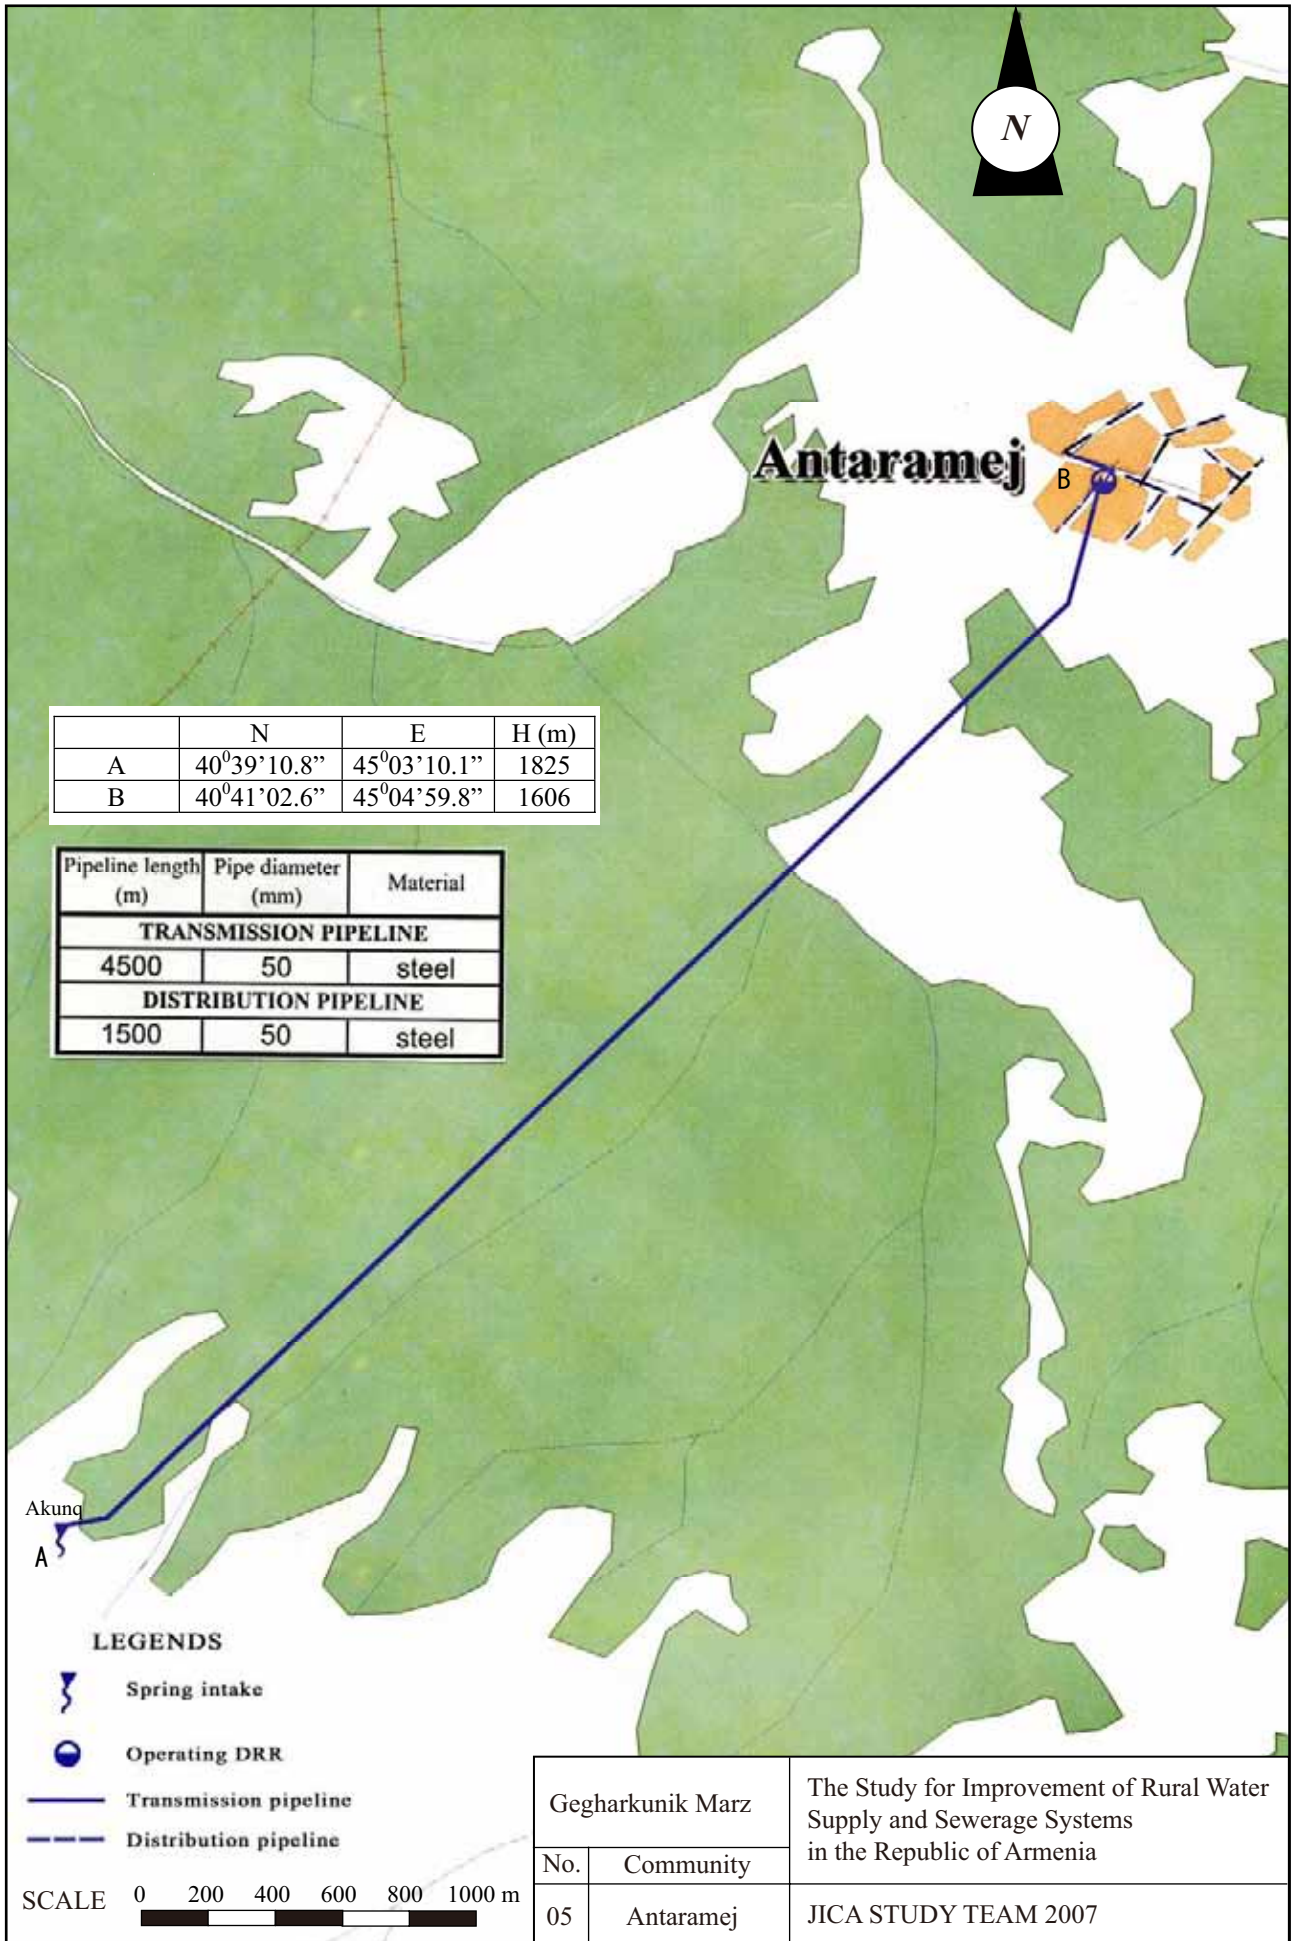 N
Antaramej
B
N E H (m)
A 40⁰39’10.8” 45⁰03’10.1” 1825
B 40⁰41’02.6” 45⁰04’59.8” 1606
Pipeline length (m) Pipe diameter (mm) Material
TRANSMISSION PIPELINE
4500 50 steel
DISTRIBUTION PIPELINE
1500 50 steel
Akunq
A
LEGENDS
Spring intake
Operating DRR
Transmission pipeline
Distribution pipeline
SCALE 0 200 400 600 800 1000 m
Gegharkunik Marz
No. Community
05 Antaramej
The Study for Improvement of Rural Water
Supply and Sewerage Systems
in the Republic of Armenia
JICA STUDY TEAM 2007